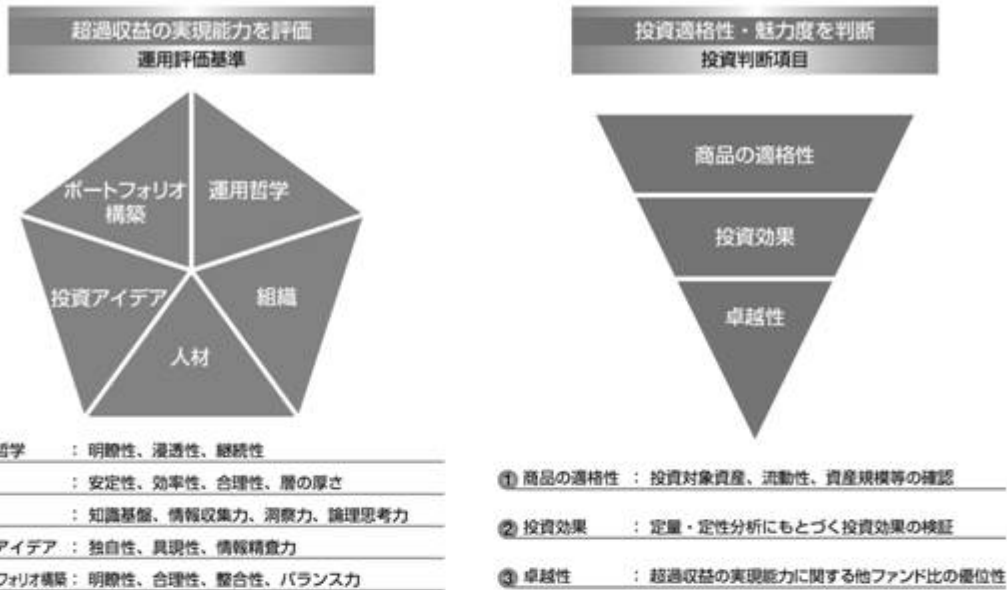 超過収益の実現能力を評価
運用評価基準
ポートフォリオ
構築
運用哲学
投資アイデア
組織
人材
哲学 : 明瞭性、浸透性、継続性
: 安定性、効率性、合理性、層の厚さ
: 知識基盤、情報収集力、洞察力、論理思考力
アイデア : 独自性、具現性、情報精査力
フォリオ構築 : 明瞭性、合理性、整合性、バランス力
投資適格性・魅力度を判断
投資判断項目
商品の適格性
投資効果
卓越性
① 商品の適格性 : 投資対象資産、流動性、資産規模等の確認
② 投資効果 : 定量・定性分析にもとづく投資効果の検証
③ 卓越性 : 超過収益の実現能力に関する他ファンド比の優位性